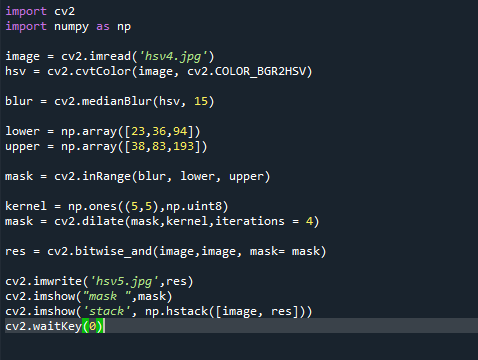 import cv2
import numpy as np
image = cv2.imread('hsv4.jpg')
hsv = cv2.cvtColor(image, cv2.COLOR_BGR2HSV)
blur = cv2.medianBlur(hsv, 15)
lower = np.array([23,36,94])
upper = np.array([38,83,193])
mask = cv2.inRange(blur, lower, upper)
kernel = np.ones((5,5),np.uint8)
mask = cv2.dilate(mask,kernel,iterations = 4)
res = cv2.bitwise_and(image,image, mask= mask)
cv2.imwrite('hsv5.jpg',res)
cv2.imshow("mask ",mask)
cv2.imshow('stack', np.hstack([image, res]))
cv2.waitKey(0)